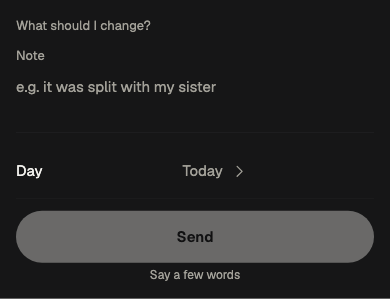 What should I change?
Note
e.g. it was split with my sister
Day Today
Send
Say a few words